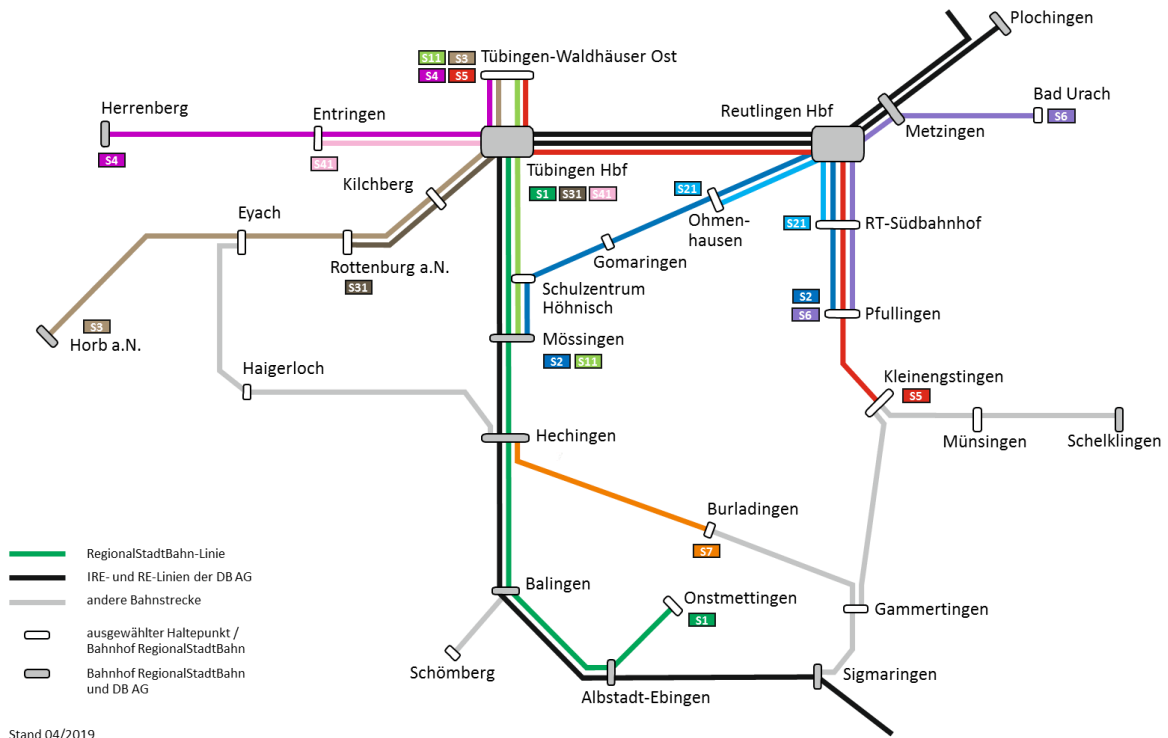 Plochingen
S11 S3 Tübingen-Waldhäuser Ost
S4 S5
Bad Urach
S6
Herrenberg
Entringen
Reutlingen Hbf
Metzingen
S4
S41
Tübingen Hbf
S1 S31 S41
Kilchberg
S21
Ohmen-
hausen
S21
RT-Südbahnhof
Eyach
Rottenburg a.N.
S31
Gomaringen
Schulzentrum
Höhnisch
S2
S6
Pfullingen
S3
Horb a.N.
Mössingen
S2 S11
Haigerloch
Kleinengstingen
S5
Hechingen
Münsingen
Schelklingen
Burladingen
S7
RegionalStadtBahn-Linie
IRE- und RE-Linien der DB AG
andere Bahnstrecke
ausgewählter Haltepunkt /
Bahnhof RegionalStadtBahn
Bahnhof RegionalStadtBahn
und DB AG
Balingen
Onstmettingen
S1
Gammertingen
Schömberg
Albstadt-Ebingen
Sigmaringen
Stand 04/2019